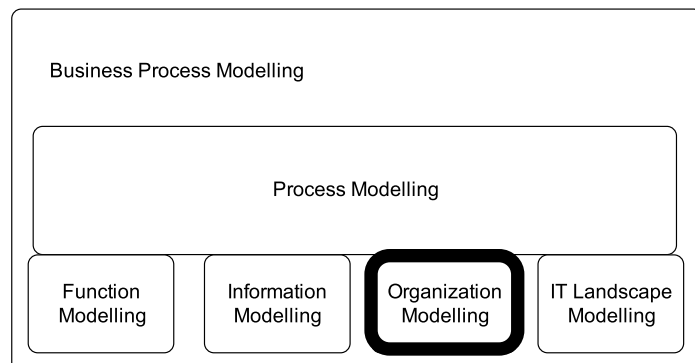 Business Process Modelling
Process Modelling
Function
Modelling
Information
Modelling
Organization
Modelling
IT Landscape
Modelling